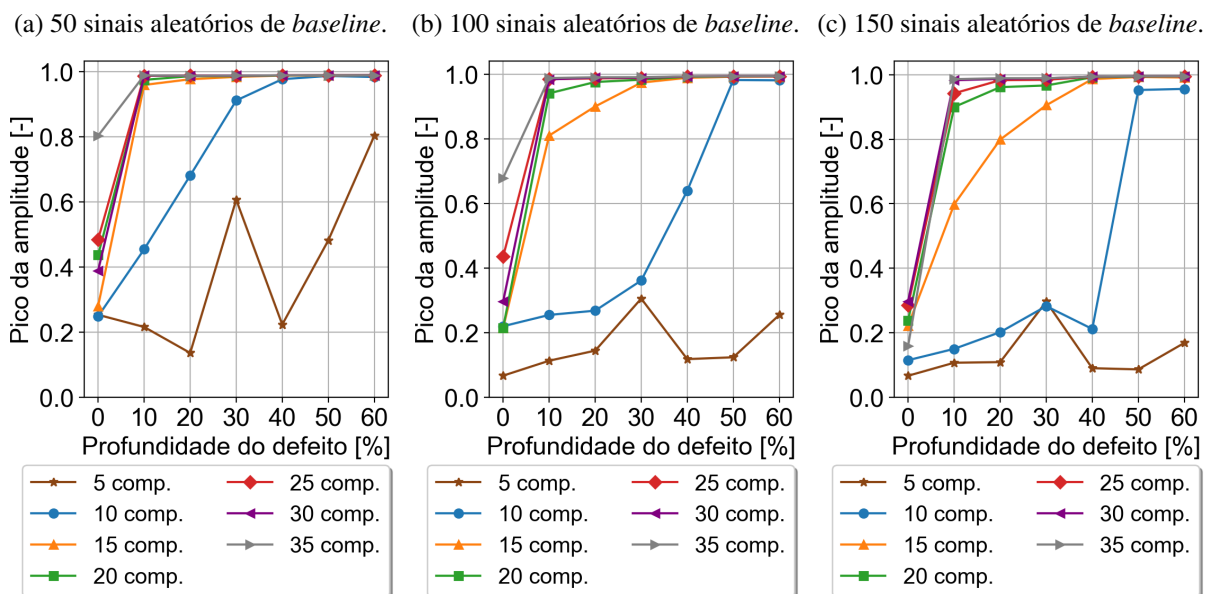 (a) 50 sinais aleatórios de baseline. (b) 100 sinais aleatórios de baseline. (c) 150 sinais aleatórios de baseline.
Pico da amplitude [-]
1.0
0.8
0.6
0.4
0.2
0.0
0 10 20 30 40 50 60
Profundidade do defeito [%]
5 comp.
10 comp.
15 comp.
20 comp.
25 comp.
30 comp.
35 comp.
Pico da amplitude [-]
1.0
0.8
0.6
0.4
0.2
0.0
0 10 20 30 40 50 60
Profundidade do defeito [%]
5 comp.
10 comp.
15 comp.
20 comp.
25 comp.
30 comp.
35 comp.
Pico da amplitude [-]
1.0
0.8
0.6
0.4
0.2
0.0
0 10 20 30 40 50 60
Profundidade do defeito [%]
5 comp.
10 comp.
15 comp.
20 comp.
25 comp.
30 comp.
35 comp.